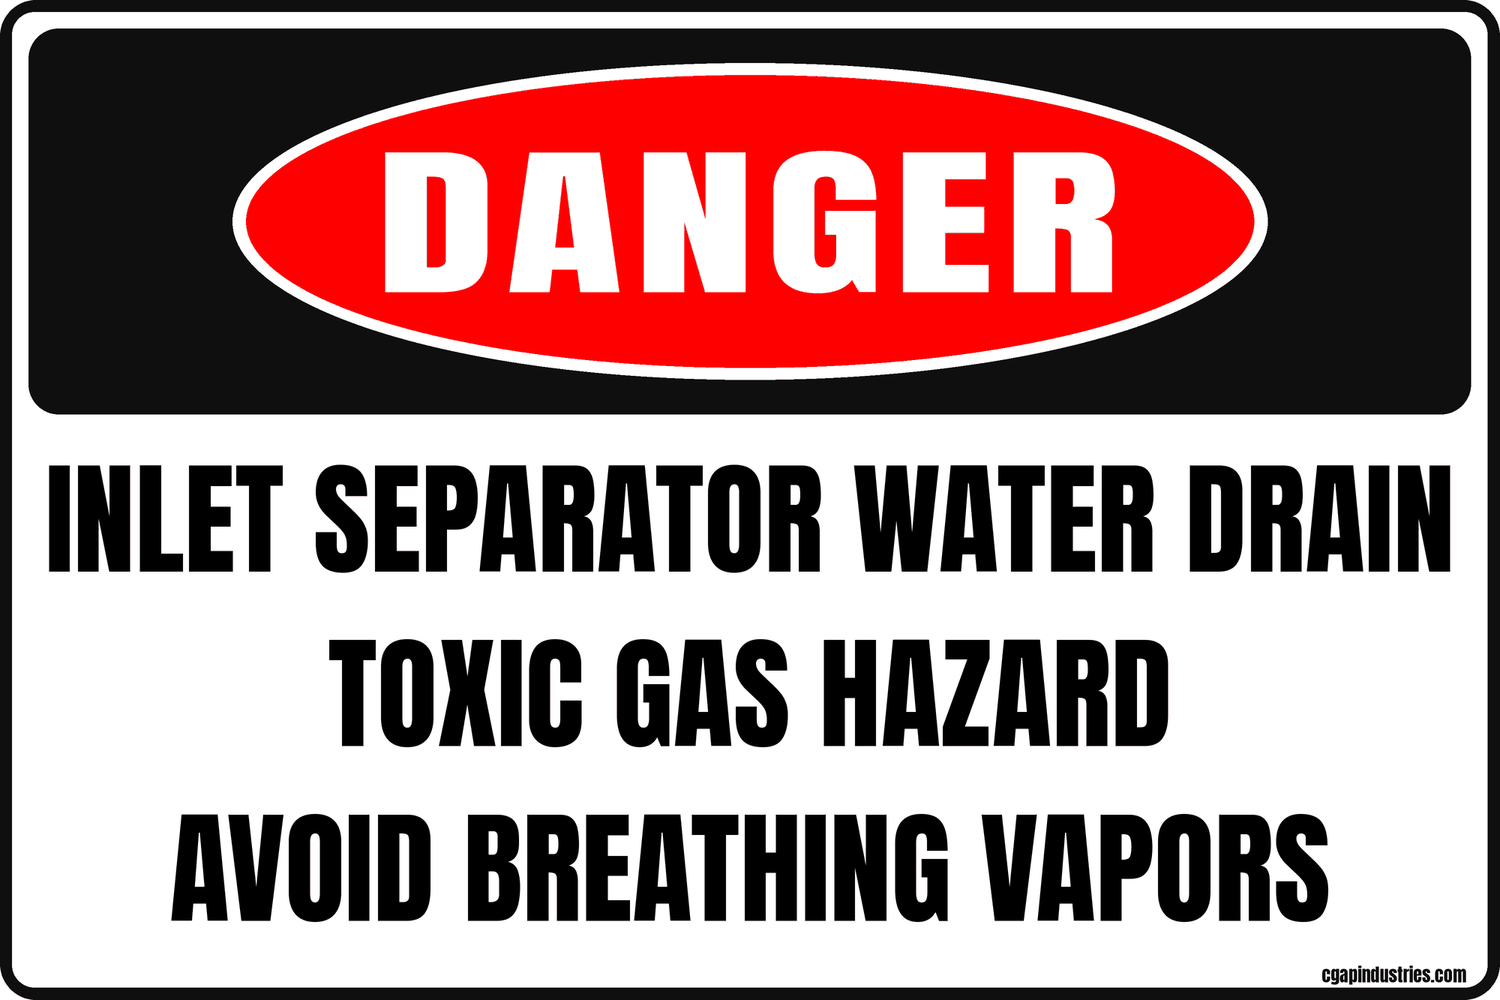 DANGER
INLET SEPARATOR WATER DRAIN
TOXIC GAS HAZARD
AVOID BREATHING VAPORS
cgapindustries.com